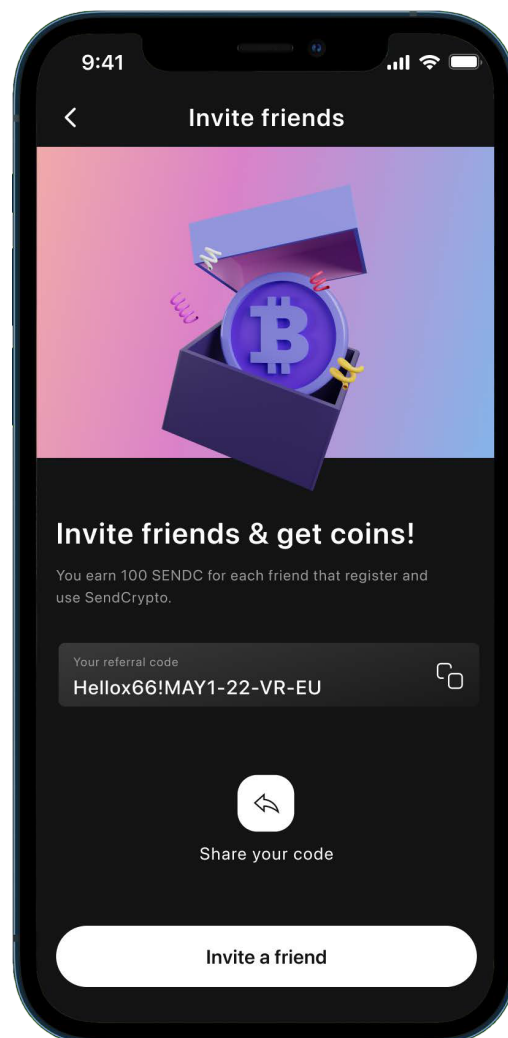 9:41
Invite friends
Invite friends & get coins!
You earn 100 SENDC for each friend that register and
use SendCrypto.
Your referral code
Hellox66!MAY1-22-VR-EU
Share your code
Invite a friend